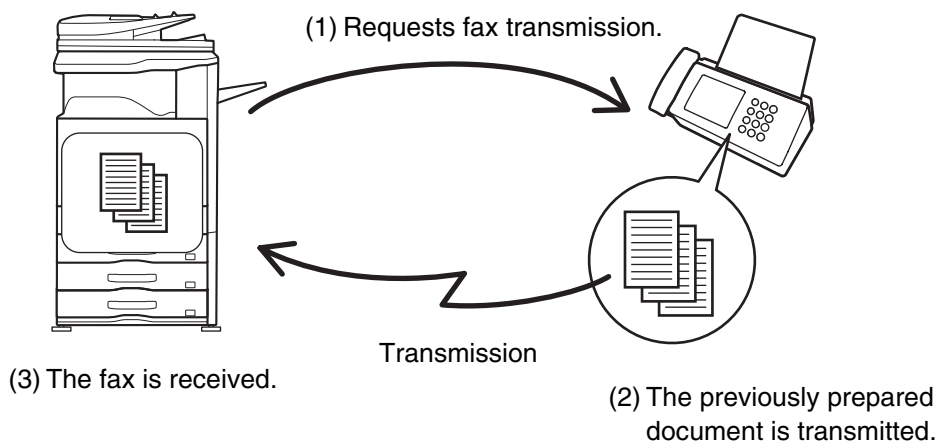 (1) Requests fax transmission.
Transmission
(3) The fax is received.
(2) The previously prepared
document is transmitted.